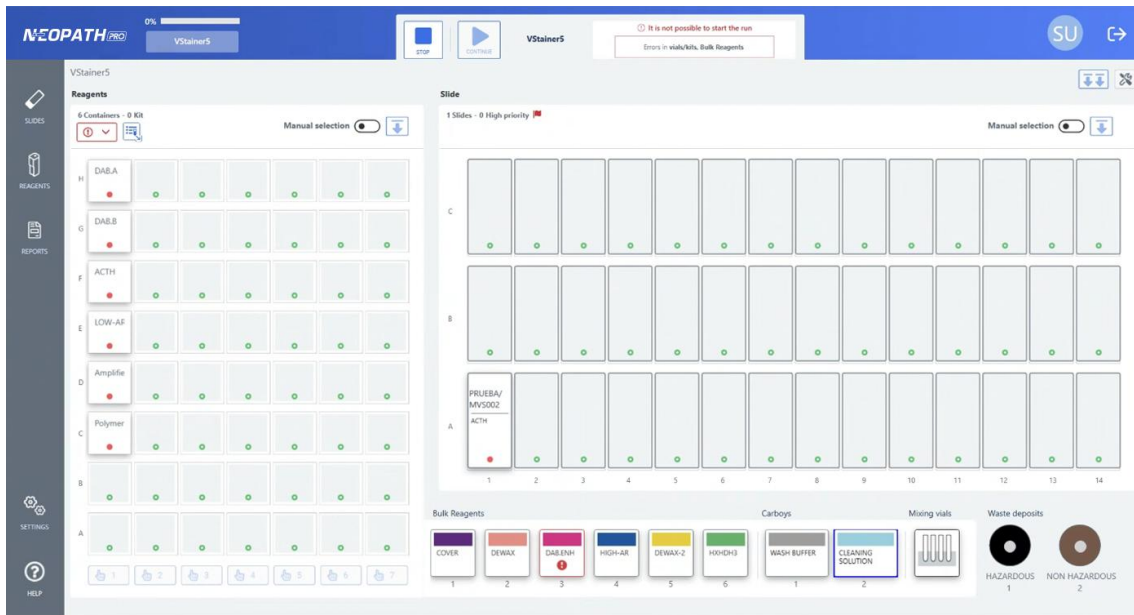 NEOPATH PRO
0%
VStainer5
STOP
CONTINUE
VStainer5
It is not possible to start the run
Errors in vials/kits, Bulk Reagents
SU
SLIDES
REAGENTS
REPORTS
SETTINGS
HELP
VStainer5
Reagents
6 Containers - 0 Kit
Manual selection
H
DAB.A
G
DAB.B
F
ACTH
E
LOW-AF
D
Amplifie
C
Polymer
B
A
1 2 3 4 5 6 7
Slide
1 Slides - 0 High priority
Manual selection
C
B
A
PRUEBA/
MVS002
ACTH
1 2 3 4 5 6 7 8 9 10 11 12 13 14
Bulk Reagents
COVER
DEWAX
DAB.ENH
HIGH-AR
DEWAX-2
HXHDH3
1 2 3 4 5 6
Carboys
WASH BUFFER
CLEANING
SOLUTION
1 2
Mixing vials
Waste deposits
HAZARDOUS
1
NON HAZARDOUS
2